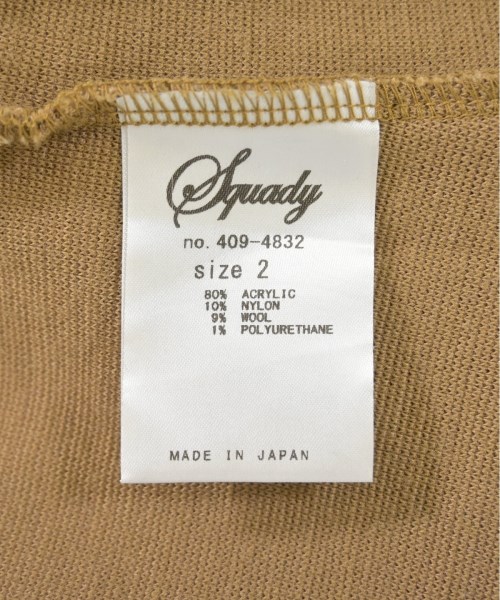 Squady
no. 409-4832
size 2
80% ACRYLIC
10% NYLON
9% WOOL
1% POLYURETHANE
MADE IN JAPAN